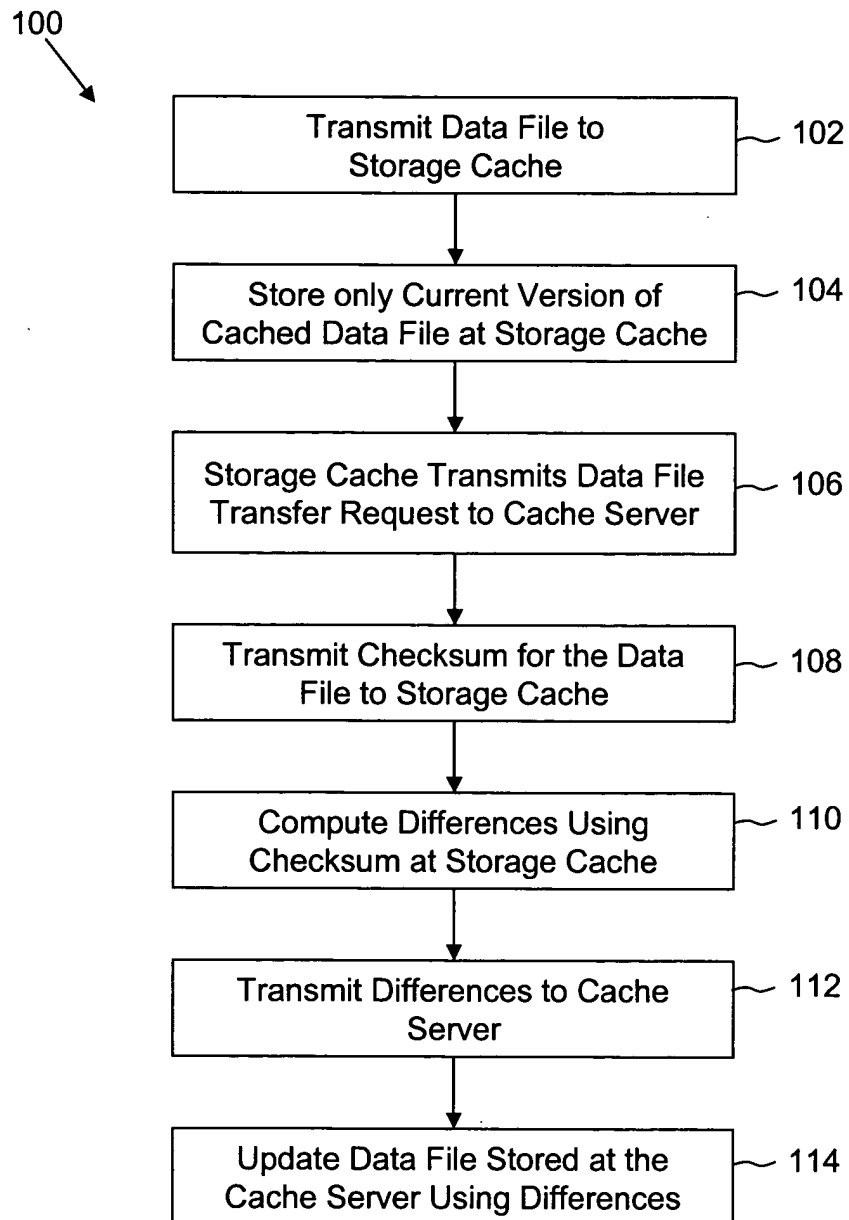 100
Transmit Data File to
Storage Cache
102
Store only Current Version of
Cached Data File at Storage Cache
104
Storage Cache Transmits Data File
Transfer Request to Cache Server
106
Transmit Checksum for the Data
File to Storage Cache
108
Compute Differences Using
Checksum at Storage Cache
110
Transmit Differences to Cache
Server
112
Update Data File Stored at the
Cache Server Using Differences
114